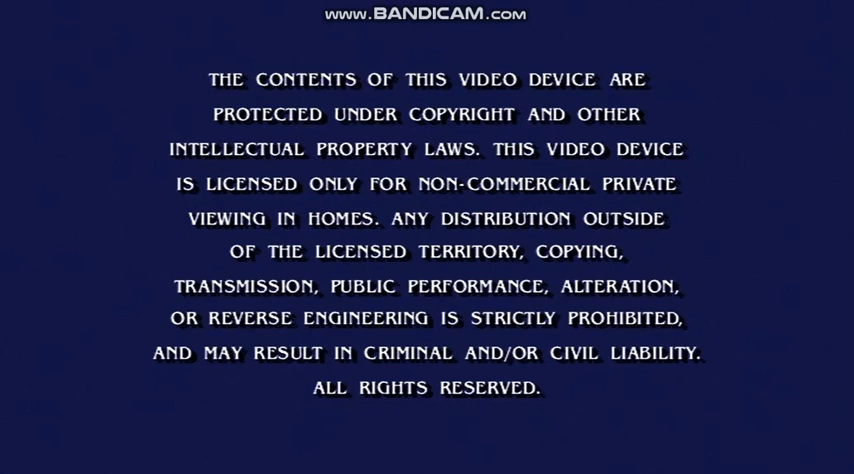 www.BANDICAM.com
THE CONTENTS OF THIS VIDEO DEVICE ARE
PROTECTED UNDER COPYRIGHT AND OTHER
INTELLECTUAL PROPERTY LAWS. THIS VIDEO DEVICE
IS LICENSED ONLY FOR NON-COMMERCIAL PRIVATE
VIEWING IN HOMES. ANY DISTRIBUTION OUTSIDE
OF THE LICENSED TERRITORY, COPYING,
TRANSMISSION, PUBLIC PERFORMANCE, ALTERATION,
OR REVERSE ENGINEERING IS STRICTLY PROHIBITED,
AND MAY RESULT IN CRIMINAL AND/OR CIVIL LIABILITY.
ALL RIGHTS RESERVED.